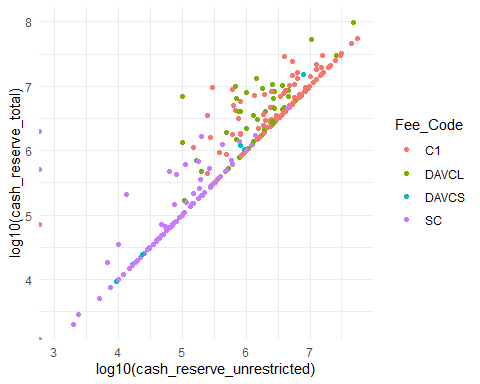 log10(cash_reserve_total)
8
7
6
5
4
3
4
5
6
7
log10(cash_reserve_unrestricted)
Fee_Code
C1
DAVCL
DAVCS
SC